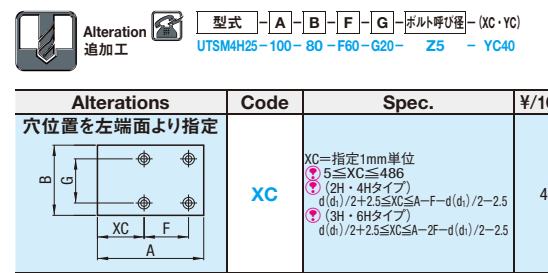 Alteration
追加工
型式 - A - B - F - G - ボルト呼び径 - (XC・YC)
UTSM4H25 - 100 - 80 - F60 - G20 - Z5 - YC40
Alterations Code Spec. ¥/1
穴位置を左端面より指定
B
G
XC F
A
XC
XC=指定1mm単位
5≦XC≦486
(2H・4Hタイプ)
d(d₁)/2+2.5≦XC≦A−F−d(d₁)/2−2.5
(3H・6Hタイプ)
d(d₁)/2+2.5≦XC≦A−2F−d(d₁)/2−2.5
4